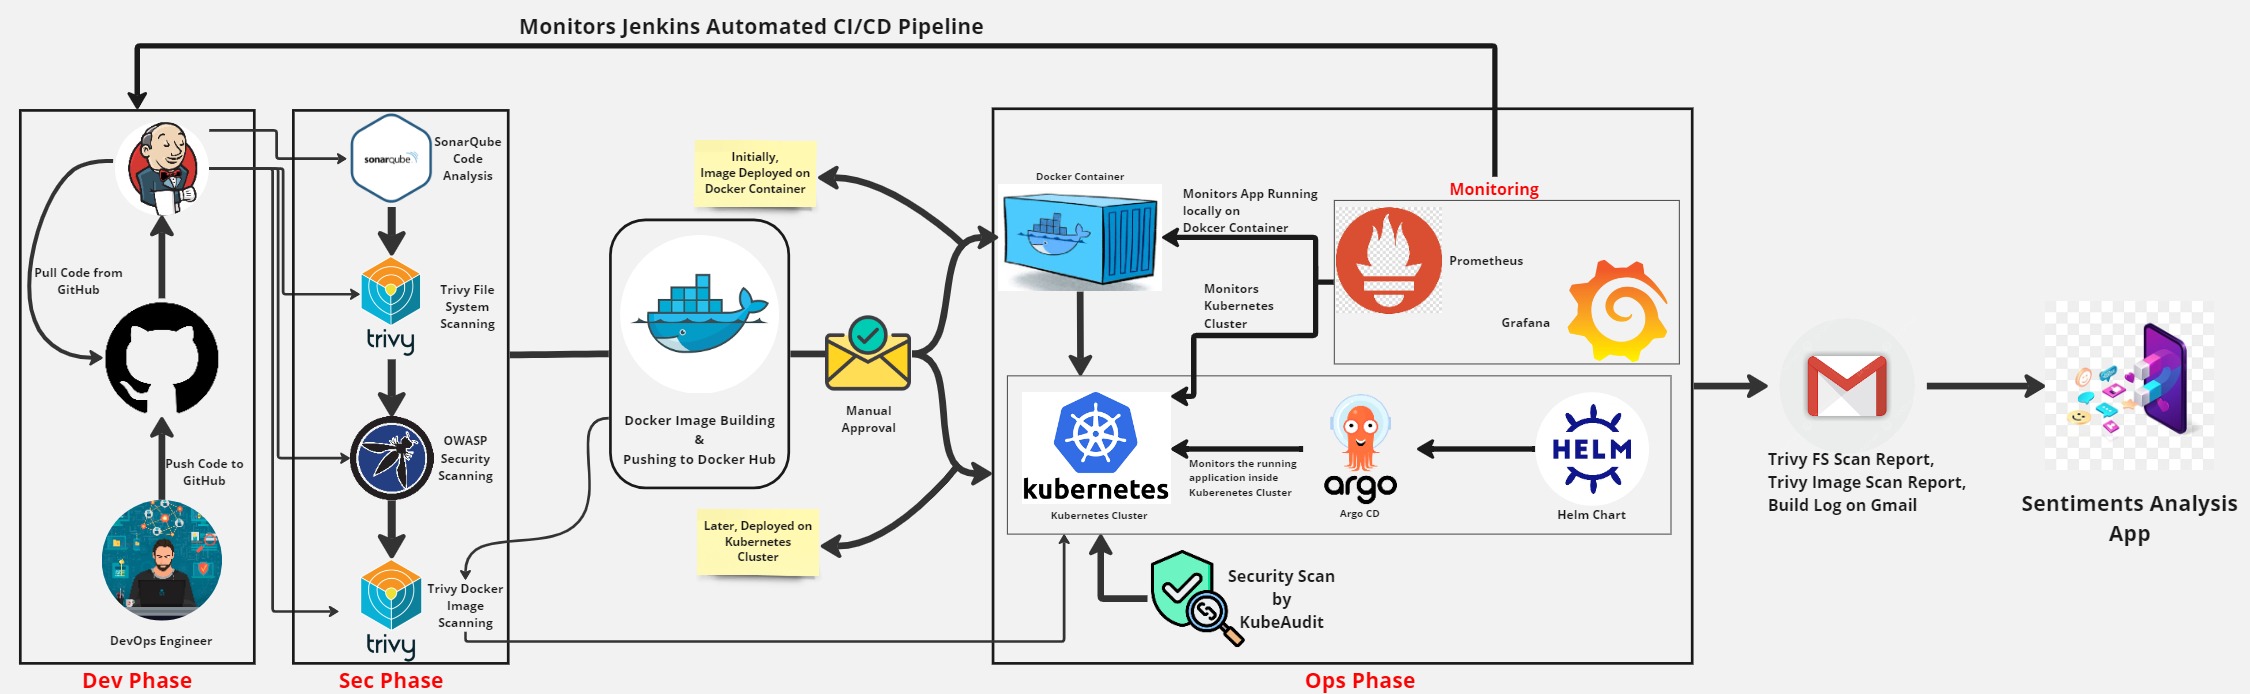 Monitors Jenkins Automated CI/CD Pipeline
Pull Code from
GitHub
Push Code to
GitHub
DevOps Engineer
Dev Phase
sonarqube
SonarQube
Code
Analysis
Trivy File
System
Scanning
trivy
OWASP
Security
Scanning
Trivy Docker
Image
Scanning
trivy
Sec Phase
Docker Image Building
&
Pushing to Docker Hub
Initially,
Image Deployed on
Docker Container
Manual
Approval
Later, Deployed on
Kubernetes
Cluster
Docker Container
Monitors App Running
locally on
Dokcer Container
Monitors
Kubernetes
Cluster
Monitoring
Prometheus
Grafana
kubernetes
Kubernetes Cluster
Monitors the running
application inside
Kuberenetes Cluster
argo
Argo CD
HELM
Helm Chart
Security Scan
by
KubeAudit
Ops Phase
Trivy FS Scan Report,
Trivy Image Scan Report,
Build Log on Gmail
Sentiments Analysis
App